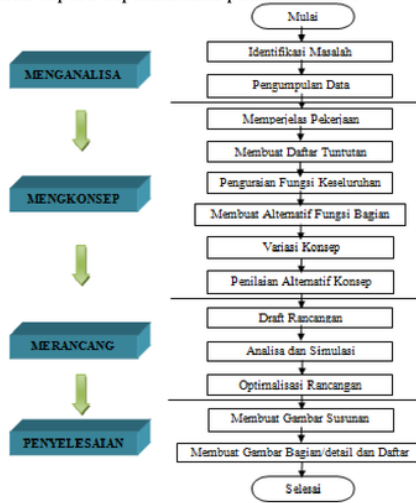 Mulai
Identifikasi Masalah
MENGANALISA
Pengumpulan Data
Memperjelas Pekerjaan
Membuat Daftar Tuntutan
MENGKONSEP
Penguraian Fungsi Keseluruhan
Membuat Alternatif Fungsi Bagian
Variasi Konsep
Penilaian Alternatif Konsep
Draft Rancangan
MERANCANG
Analisa dan Simulasi
Optimalisasi Rancangan
Membuat Gambar Susunan
PENYELESAIAN
Membuat Gambar Bagian/detail dan Daftar
Selesai